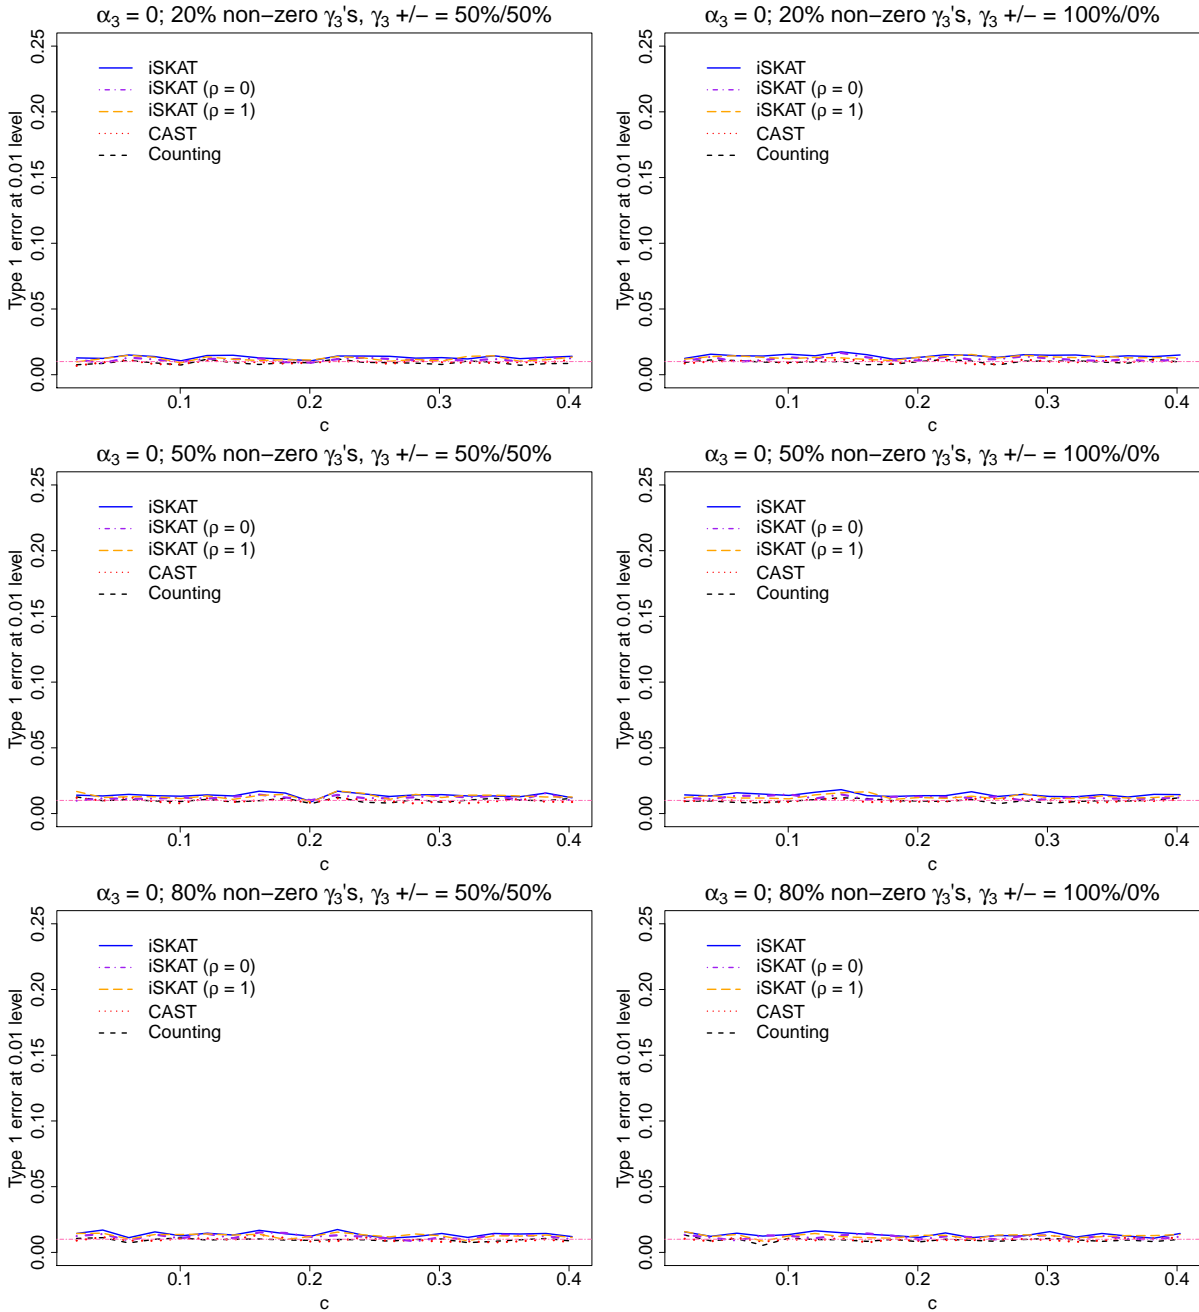 α3 = 0; 20% non−zero γ3's, γ3 +/− = 50%/50%
Type 1 error at 0.01 level
0.25
0.20
0.15
0.10
0.05
0.00
iSKAT
iSKAT (ρ = 0)
iSKAT (ρ = 1)
CAST
Counting
0.1 0.2 0.3 0.4
c
α3 = 0; 20% non−zero γ3's, γ3 +/− = 100%/0%
Type 1 error at 0.01 level
0.25
0.20
0.15
0.10
0.05
0.00
iSKAT
iSKAT (ρ = 0)
iSKAT (ρ = 1)
CAST
Counting
0.1 0.2 0.3 0.4
c
α3 = 0; 50% non−zero γ3's, γ3 +/− = 50%/50%
Type 1 error at 0.01 level
0.25
0.20
0.15
0.10
0.05
0.00
iSKAT
iSKAT (ρ = 0)
iSKAT (ρ = 1)
CAST
Counting
0.1 0.2 0.3 0.4
c
α3 = 0; 50% non−zero γ3's, γ3 +/− = 100%/0%
Type 1 error at 0.01 level
0.25
0.20
0.15
0.10
0.05
0.00
iSKAT
iSKAT (ρ = 0)
iSKAT (ρ = 1)
CAST
Counting
0.1 0.2 0.3 0.4
c
α3 = 0; 80% non−zero γ3's, γ3 +/− = 50%/50%
Type 1 error at 0.01 level
0.25
0.20
0.15
0.10
0.05
0.00
iSKAT
iSKAT (ρ = 0)
iSKAT (ρ = 1)
CAST
Counting
0.1 0.2 0.3 0.4
c
α3 = 0; 80% non−zero γ3's, γ3 +/− = 100%/0%
Type 1 error at 0.01 level
0.25
0.20
0.15
0.10
0.05
0.00
iSKAT
iSKAT (ρ = 0)
iSKAT (ρ = 1)
CAST
Counting
0.1 0.2 0.3 0.4
c